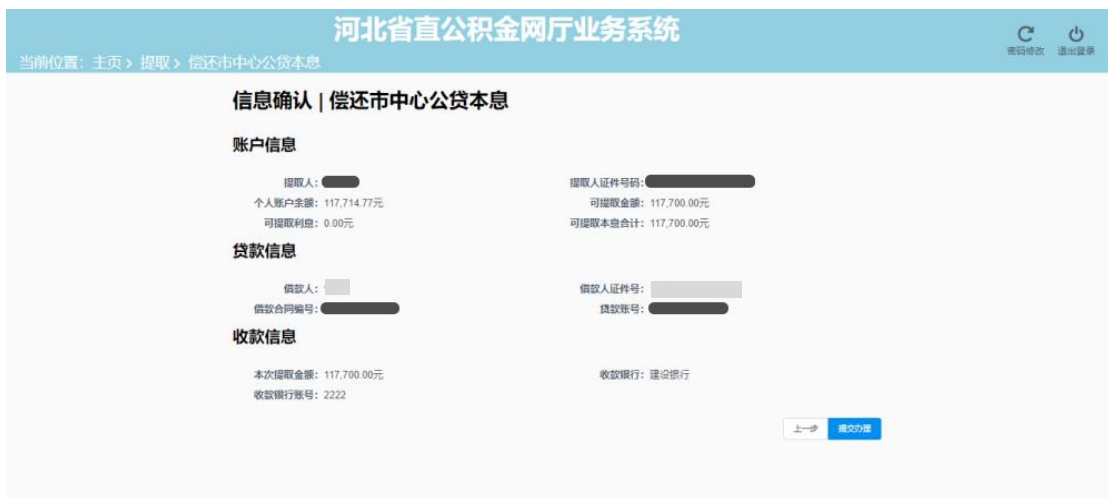 河北省直公积金网厅业务系统
密码修改 退出登录
当前位置：主页 > 提取 > 偿还市中心公贷本息
信息确认 | 偿还市中心公贷本息
账户信息
提取人： 提取人证件号码：
个人账户余额：117,714.77元 可提取金额：117,700.00元
可提取利息：0.00元 可提取本息合计：117,700.00元
贷款信息
借款人： 借款人证件号：
借款合同编号： 贷款账号：
收款信息
本次提取金额：117,700.00元 收款银行：建设银行
收款银行账号：2222
上一步 提交办理